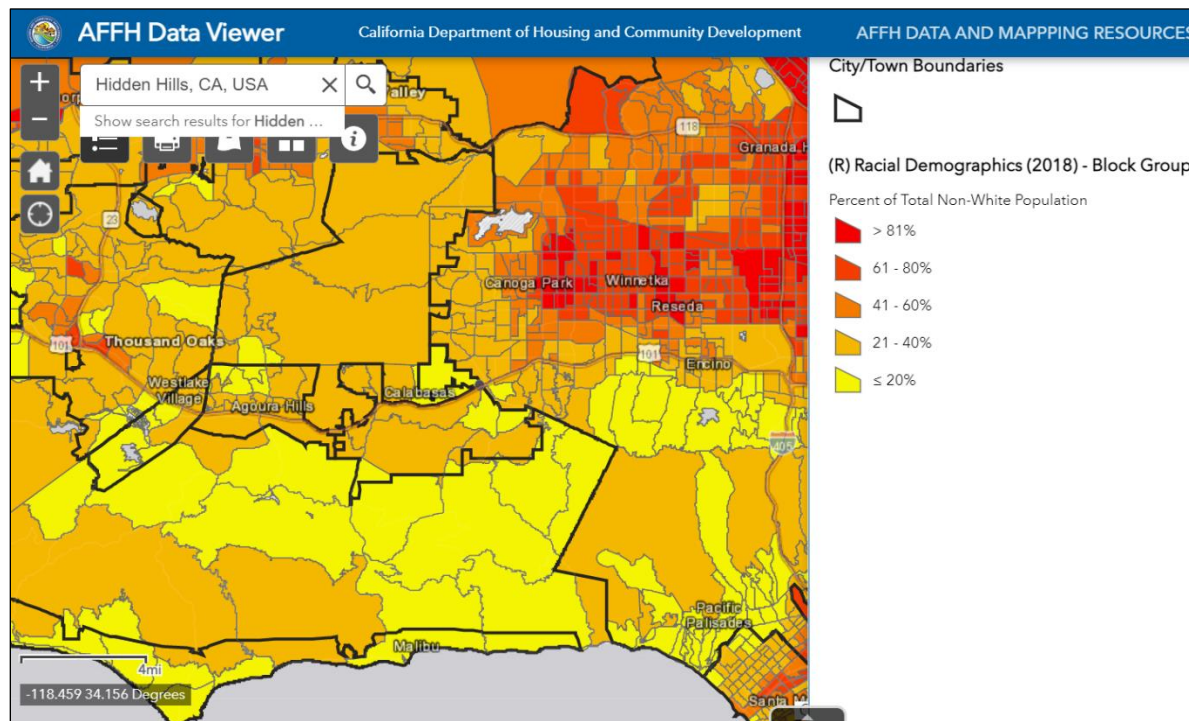 AFFH Data Viewer
California Department of Housing and Community Development
AFFH DATA AND MAPPPING RESOURCES
+
−
Hidden Hills, CA, USA
Show search results for Hidden ...
alley
118
Granada H
23
Canoga Park
Winnetka
Reseda
101
Thousand Oaks
101
Encino
Westlake
Village
Calabasas
Agoura Hills
405
Pacific
Palisades
Malibu
4mi
-118.459 34.156 Degrees
Santa M
City/Town Boundaries
(R) Racial Demographics (2018) - Block Group
Percent of Total Non-White Population
> 81%
61 - 80%
41 - 60%
21 - 40%
≤ 20%